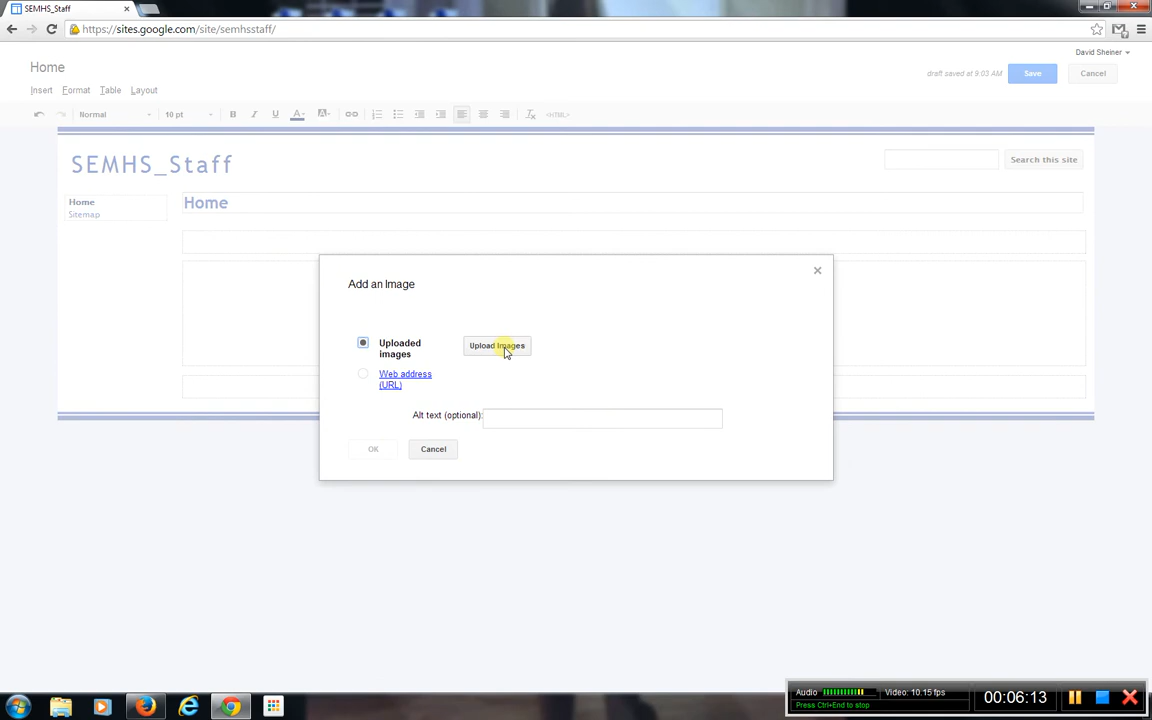 SEMHS_Staff
https://sites.google.com/site/semhsstaff/
David Sheiner
Home
draft saved at 9:03 AM
Save
Cancel
Insert Format Table Layout
Normal 10 pt B I U A A <HTML>
SEMHS_Staff
Search this site
Home
Sitemap
Home
Add an Image
Uploaded images
Upload Images
Web address (URL)
Alt text (optional):
OK
Cancel
Audio
Video: 10.15 fps
Press Ctrl+End to stop
00:06:13